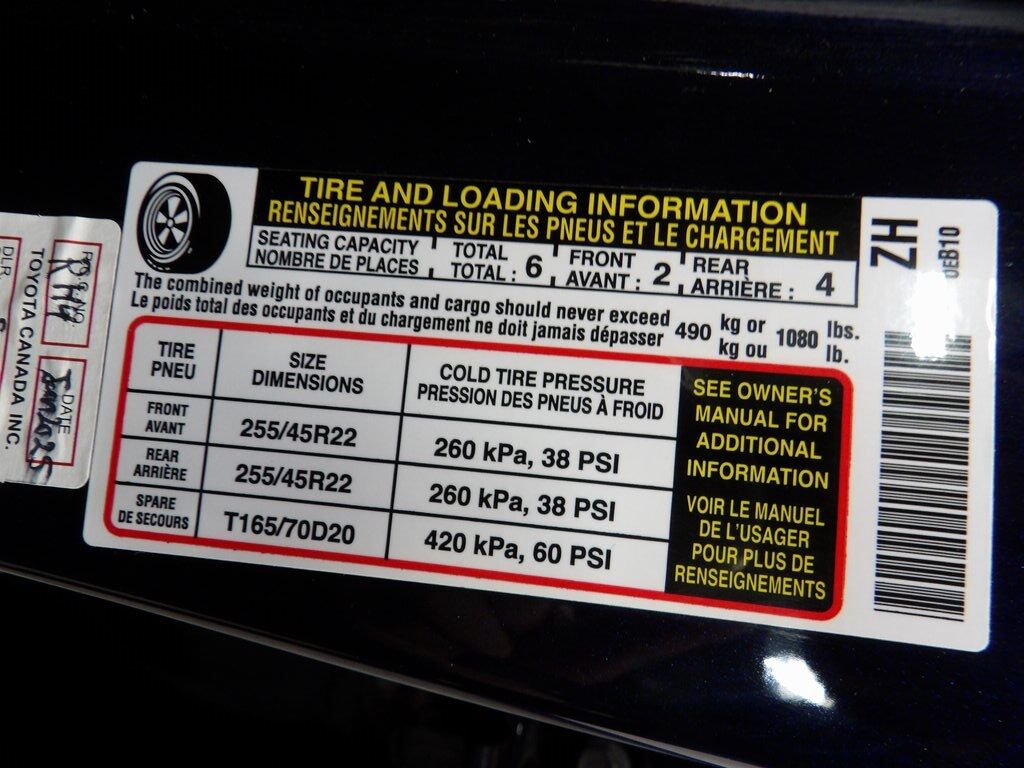 TIRE AND LOADING INFORMATION
RENSEIGNEMENTS SUR LES PNEUS ET LE CHARGEMENT
SEATING CAPACITY TOTAL FRONT REAR
NOMBRE DE PLACES TOTAL : 6 AVANT : 2 ARRIÈRE : 4
The combined weight of occupants and cargo should never exceed 490 kg or 1080 lbs.
Le poids total des occupants et du chargement ne doit jamais dépasser kg ou lb.
TIRE SIZE COLD TIRE PRESSURE
PNEU DIMENSIONS PRESSION DES PNEUS À FROID
FRONT
AVANT 255/45R22 260 kPa, 38 PSI
REAR
ARRIÈRE 255/45R22 260 kPa, 38 PSI
SPARE
DE SECOURS T165/70D20 420 kPa, 60 PSI
SEE OWNER'S
MANUAL FOR
ADDITIONAL
INFORMATION
VOIR LE MANUEL
DE L'USAGER
POUR PLUS DE
RENSEIGNEMENTS
ZH
0EB10
DATE
TOYOTA CANADA INC.
DLR.